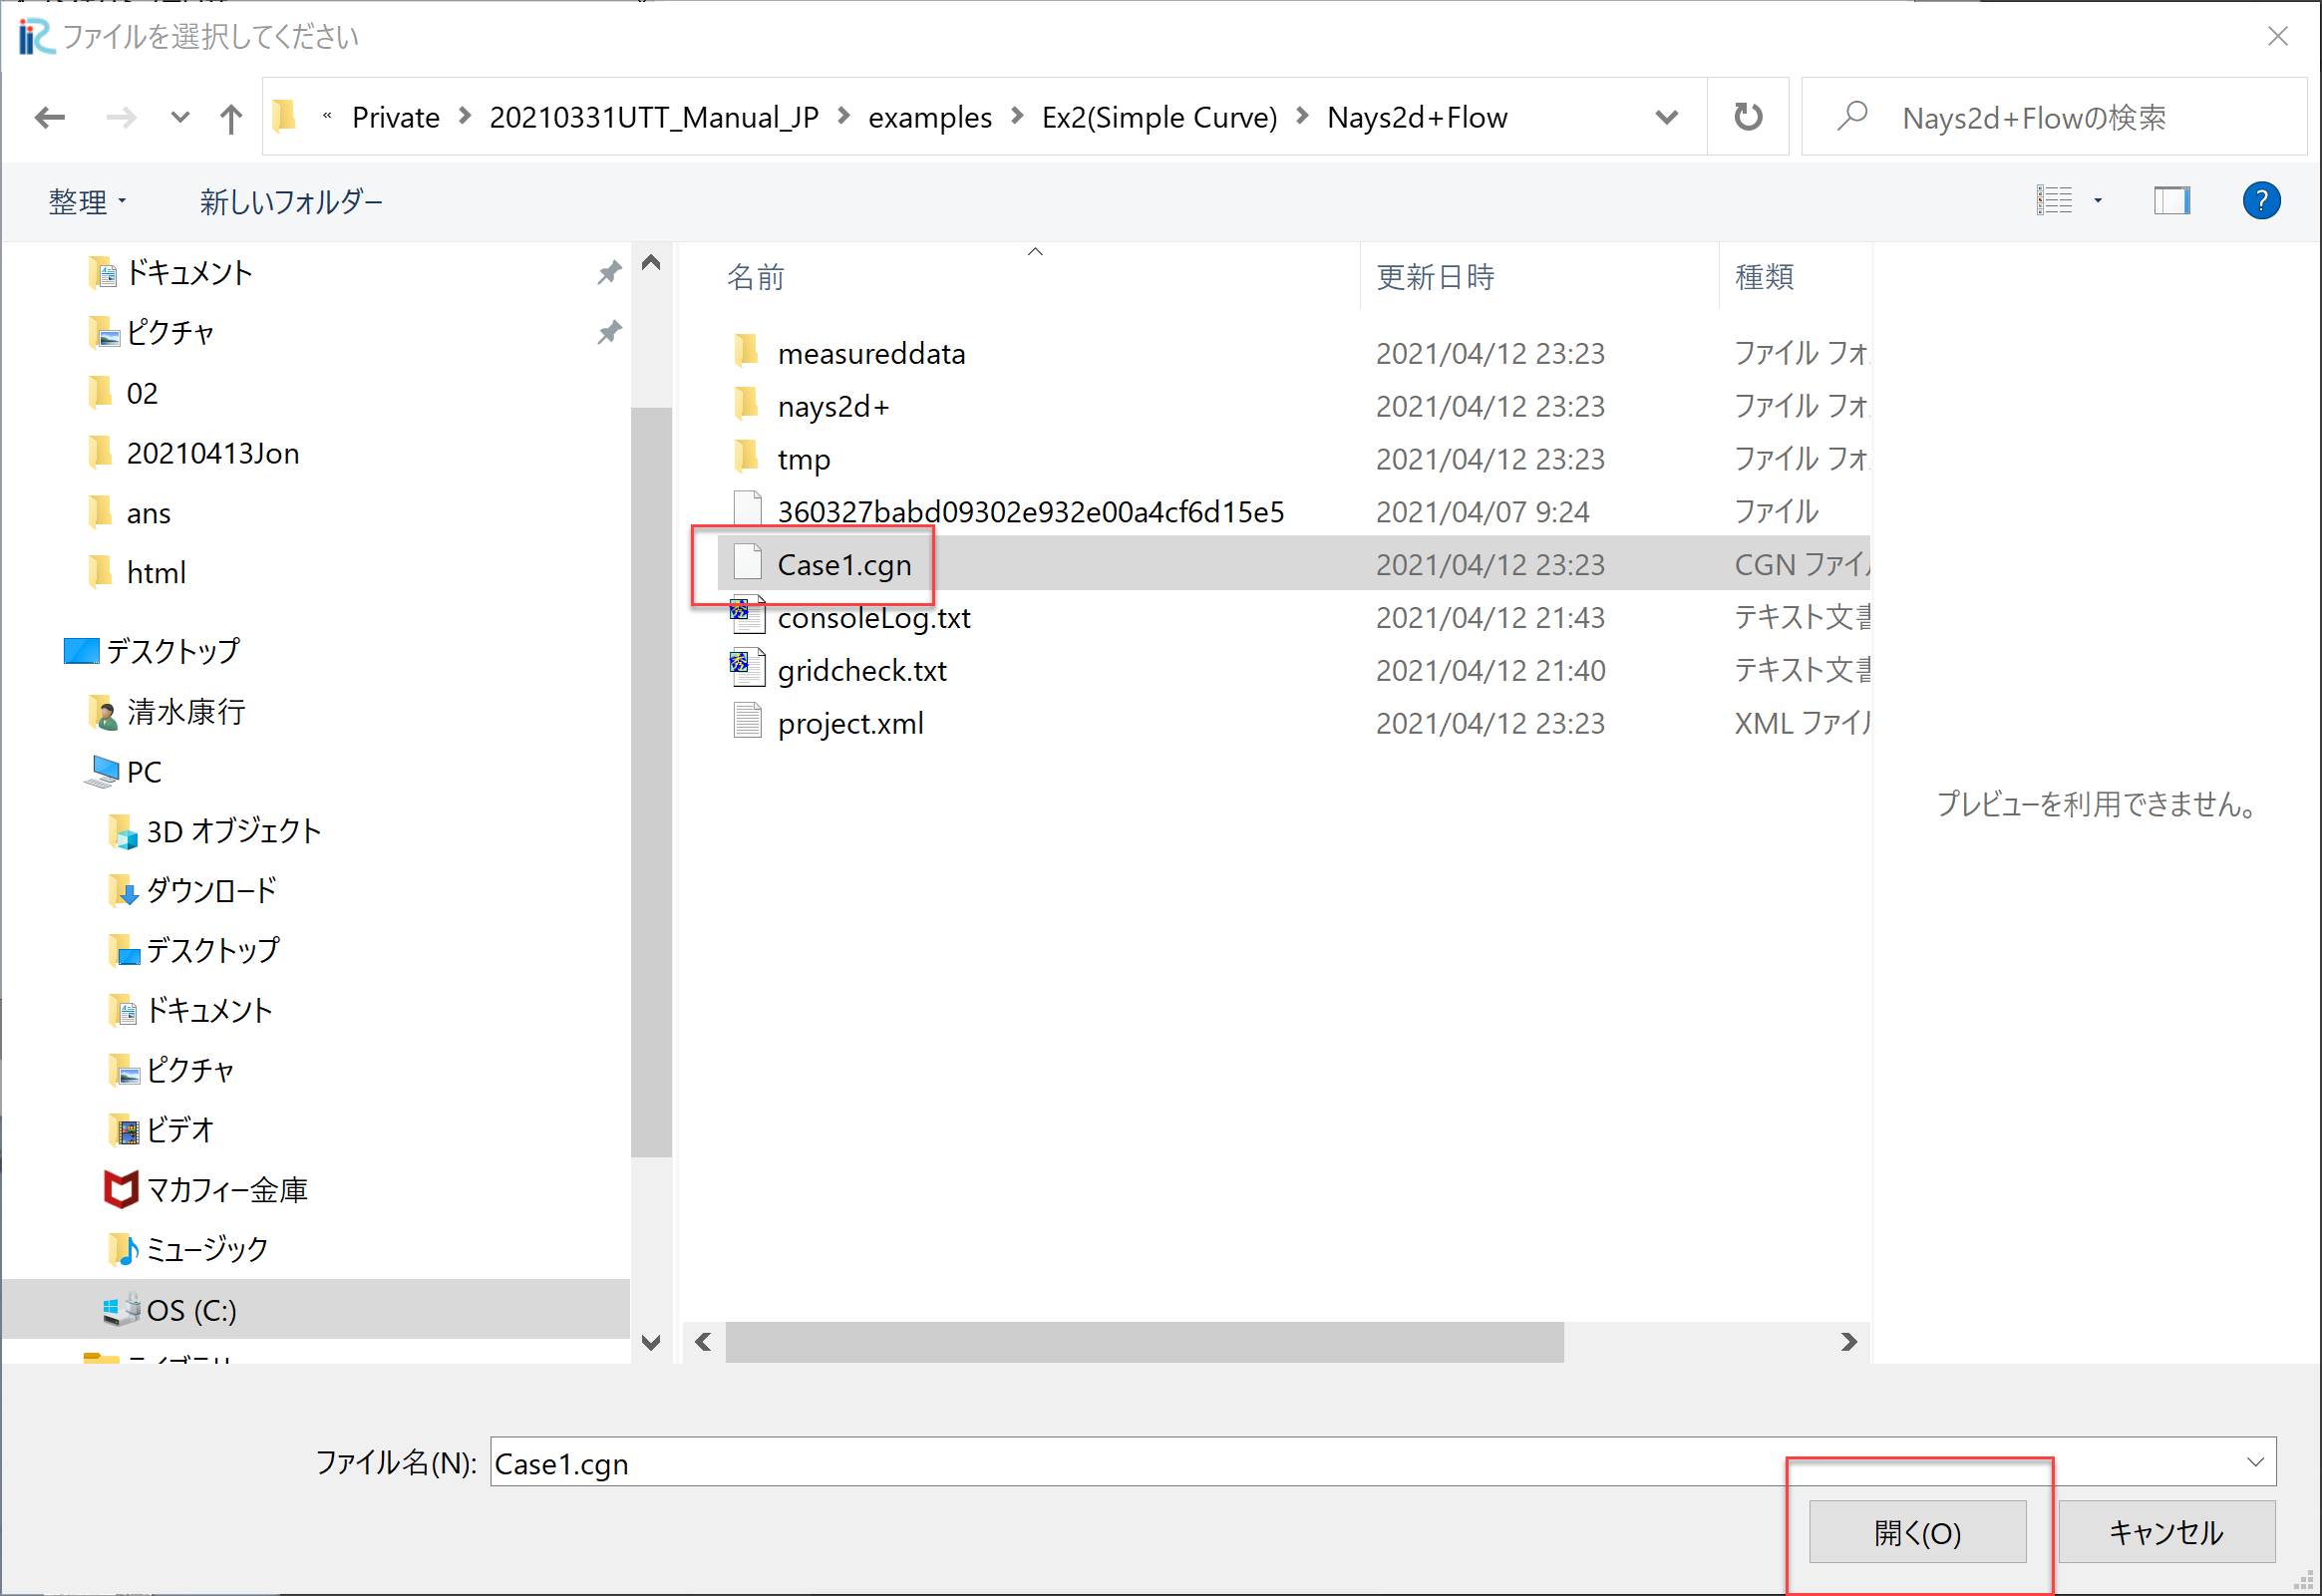 iRC ファイルを選択してください
« Private > 20210331UTT_Manual_JP > examples > Ex2(Simple Curve) > Nays2d+Flow
Nays2d+Flowの検索
整理 新しいフォルダー
ドキュメント
ピクチャ
02
20210413Jon
ans
html
デスクトップ
清水康行
PC
3D オブジェクト
ダウンロード
デスクトップ
ドキュメント
ピクチャ
ビデオ
マカフィー金庫
ミュージック
OS (C:)
ライブラリ
名前 更新日時 種類
measureddata 2021/04/12 23:23 ファイル フォ
nays2d+ 2021/04/12 23:23 ファイル フォ
tmp 2021/04/12 23:23 ファイル フォ
360327babd09302e932e00a4cf6d15e5 2021/04/07 9:24 ファイル
Case1.cgn 2021/04/12 23:23 CGN ファイル
consoleLog.txt 2021/04/12 21:43 テキスト文書
gridcheck.txt 2021/04/12 21:40 テキスト文書
project.xml 2021/04/12 23:23 XML ファイル
プレビューを利用できません。
ファイル名(N): Case1.cgn
開く(O) キャンセル